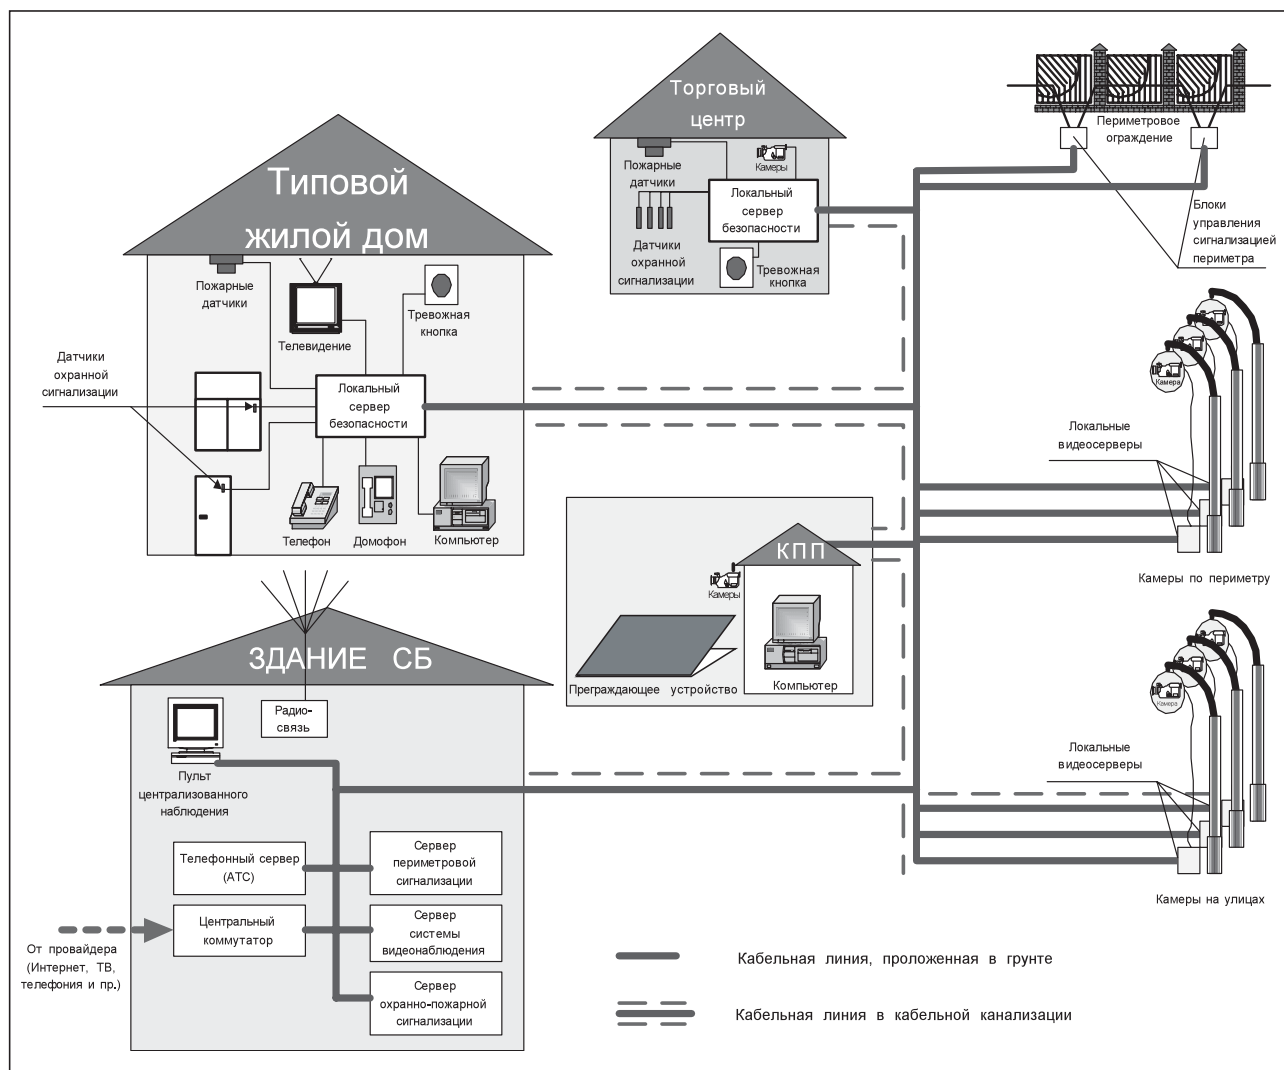 Торговый
центр
Пожарные
датчики
Камеры
Локальный
сервер
безопасности
Датчики
охранной
сигнализации
Тревожная
кнопка
Периметровое
ограждение
Блоки
управления
сигнализацией
периметра
Типовой
жилой дом
Пожарные
датчики
Телевидение
Тревожная
кнопка
Датчики
охранной
сигнализации
Локальный
сервер
безопасности
Телефон
Домофон
Компьютер
Камера
Локальные
видеосерверы
Камеры по периметру
КПП
Камеры
Преграждающее устройство
Компьютер
ЗДАНИЕ СБ
Радио-
связь
Пульт
централизованного
наблюдения
Телефонный сервер
(АТС)
Сервер
периметровой
сигнализации
Центральный
коммутатор
Сервер
системы
видеонаблюдения
Сервер
охранно-пожарной
сигнализации
От провайдера
(Интернет, ТВ,
телефония и пр.)
Камера
Локальные
видеосерверы
Камеры на улицах
Кабельная линия, проложенная в грунте
Кабельная линия в кабельной канализации